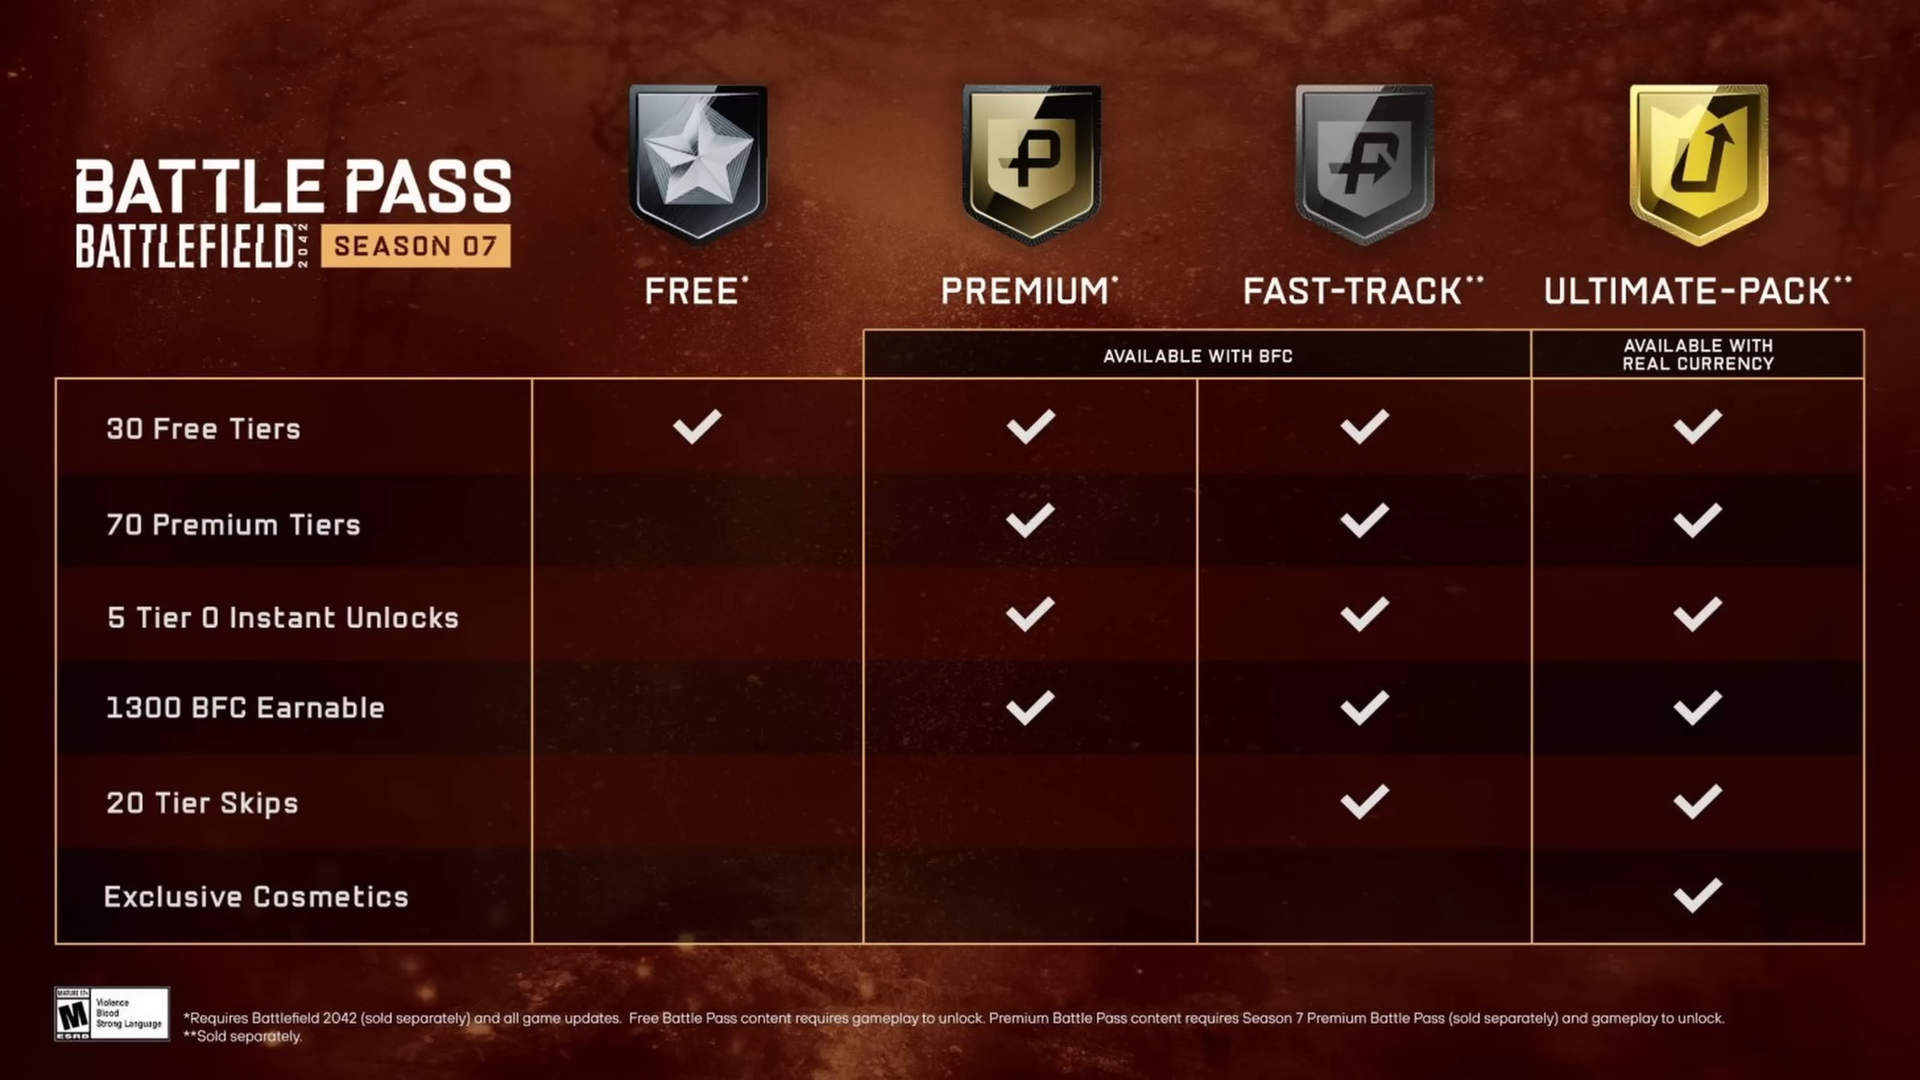 BATTLE PASS
BATTLEFIELD 2042 SEASON 07
FREE*
PREMIUM*
FAST-TRACK**
ULTIMATE-PACK**
AVAILABLE WITH BFC
AVAILABLE WITH
REAL CURRENCY
30 Free Tiers
70 Premium Tiers
5 Tier 0 Instant Unlocks
1300 BFC Earnable
20 Tier Skips
Exclusive Cosmetics
MATURE 17+
M
ESRB
Violence
Blood
Strong Language
*Requires Battlefield 2042 (sold separately) and all game updates. Free Battle Pass content requires gameplay to unlock. Premium Battle Pass content requires Season 7 Premium Battle Pass (sold separately) and gameplay to unlock.
**Sold separately.